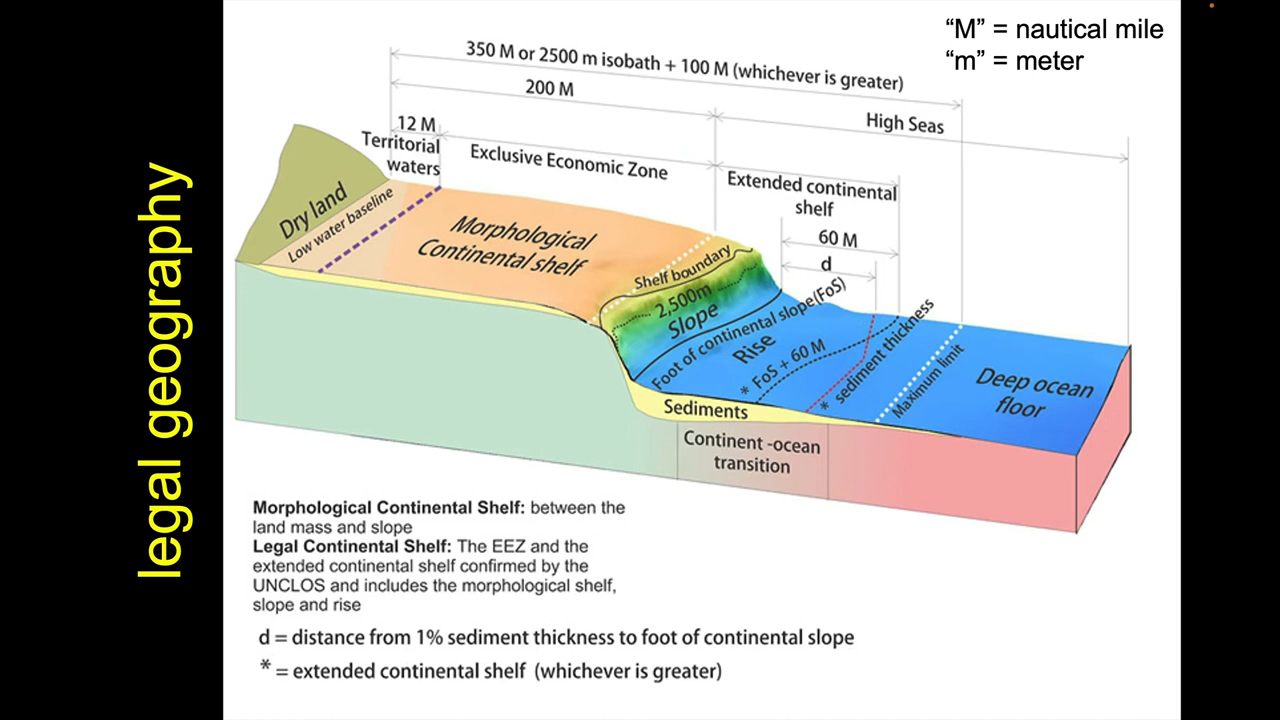 "M" = nautical mile
"m" = meter
legal geography
350 M or 2500 m isobath + 100 M (whichever is greater)
200 M
High Seas
12 M
Territorial
waters
Exclusive Economic Zone
Extended continental
shelf
60 M
d
Dry land
Low water baseline
Morphological
Continental shelf
Shelf boundary
2,500m
Slope
Foot of continental slope(FoS)
Rise
* FoS + 60 M
* sediment thickness
Maximum limit
Deep ocean
floor
Sediments
Continent -ocean
transition
Morphological Continental Shelf: between the
land mass and slope
Legal Continental Shelf: The EEZ and the
extended continental shelf confirmed by the
UNCLOS and includes the morphological shelf,
slope and rise
d = distance from 1% sediment thickness to foot of continental slope
* = extended continental shelf (whichever is greater)